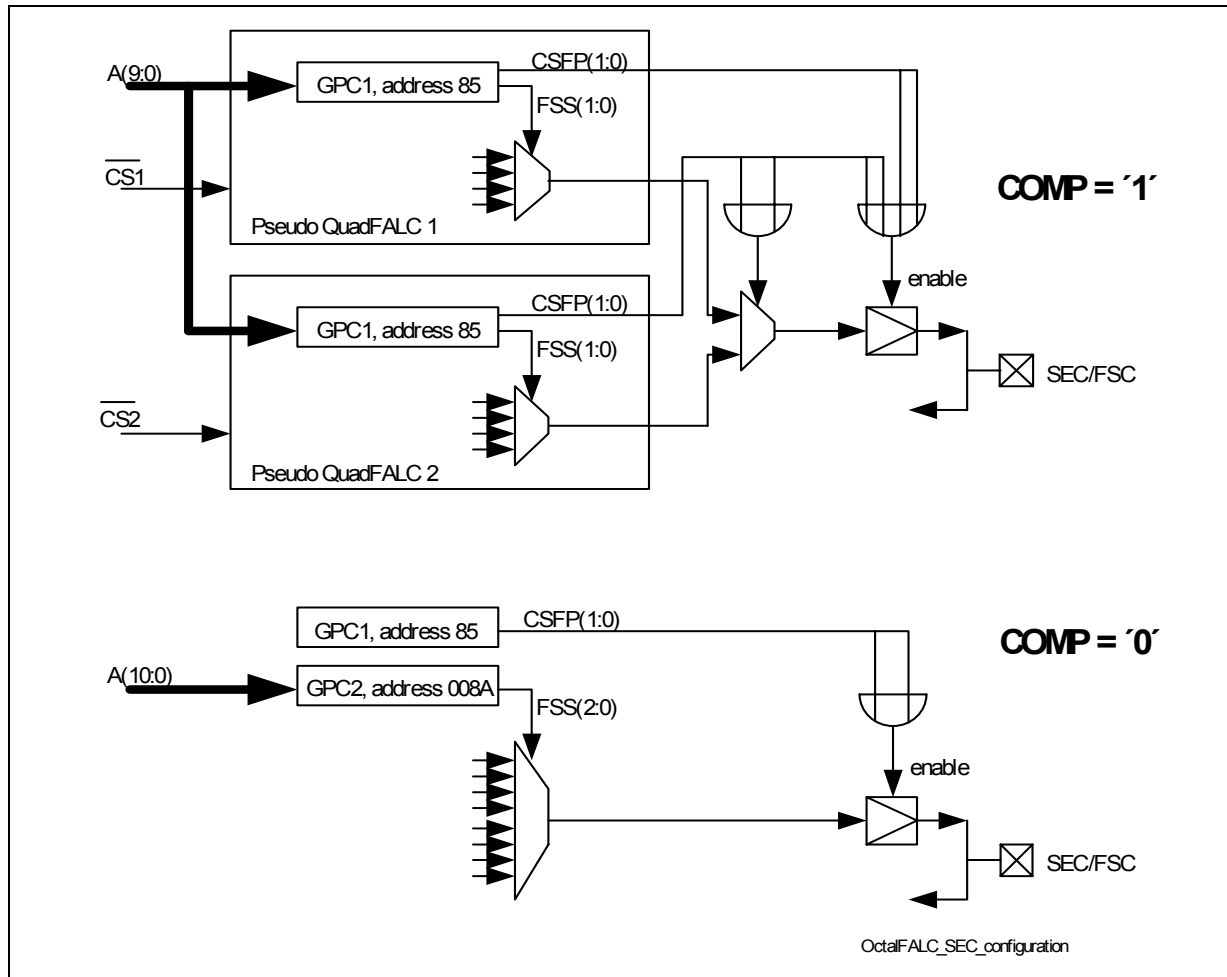 A(9:0)
GPC1, address 85
CSFP(1:0)
FSS(1:0)
CS1
Pseudo QuadFALC 1
COMP = ´1´
enable
GPC1, address 85
CSFP(1:0)
FSS(1:0)
SEC/FSC
CS2
Pseudo QuadFALC 2
GPC1, address 85
CSFP(1:0)
COMP = ´0´
A(10:0)
GPC2, address 008A
FSS(2:0)
enable
SEC/FSC
OctalFALC_SEC_configuration